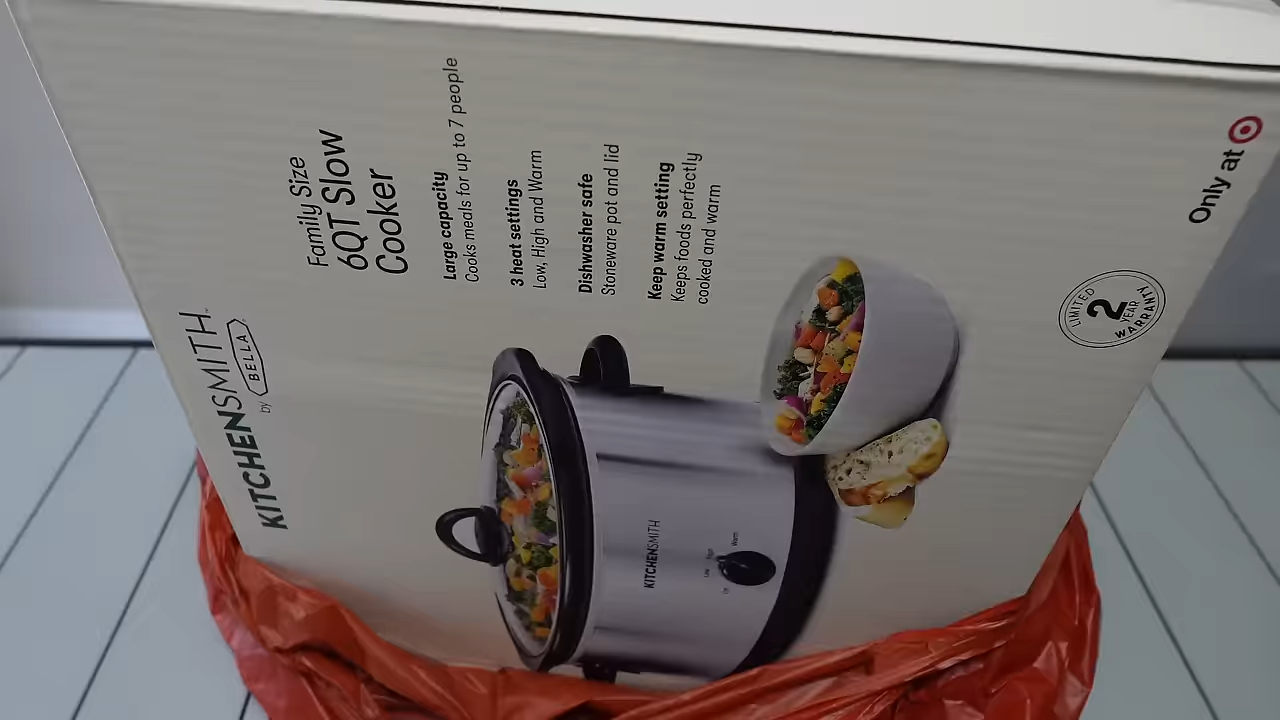 KITCHENSMITH
by BELLA
Family Size
6QT Slow
Cooker
Large capacity
Cooks meals for up to 7 people
3 heat settings
Low, High and Warm
Dishwasher safe
Stoneware pot and lid
Keep warm setting
Keeps foods perfectly
cooked and warm
KITCHENSMITH
Off Low High Warm
LIMITED
2
YEAR
WARRANTY
Only at